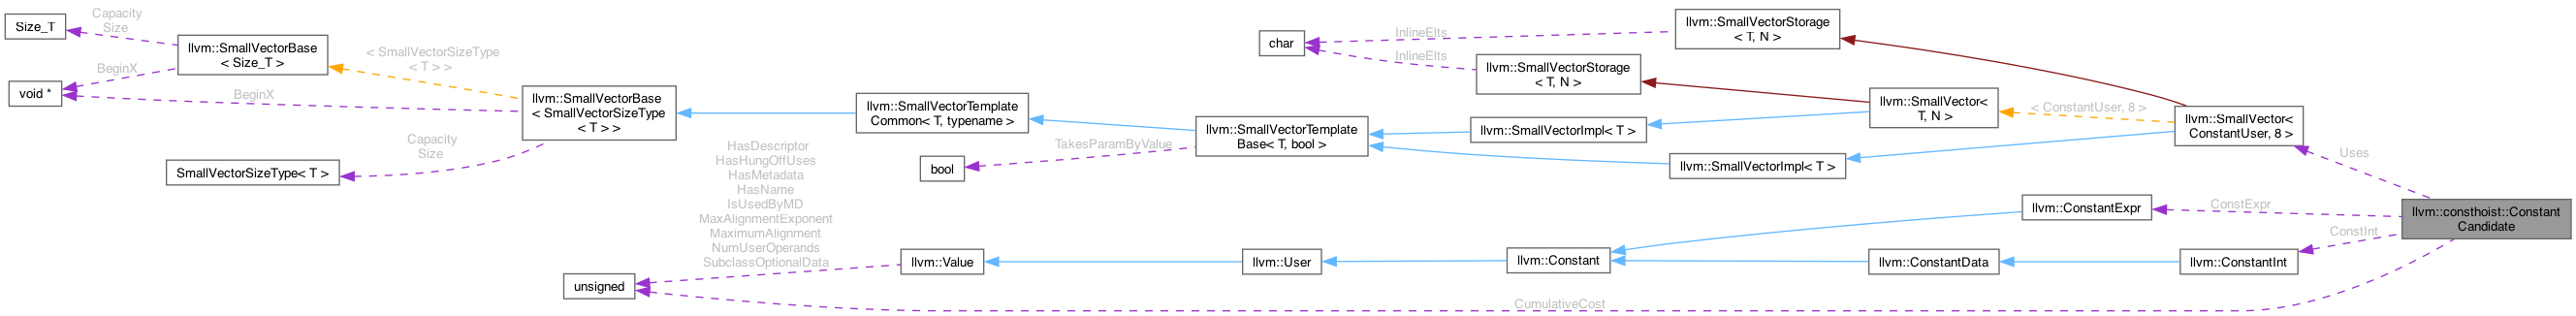 Size_T
void *
Capacity
Size
BeginX
llvm::SmallVectorBase
< Size_T >
< SmallVectorSizeType
< T > >
BeginX
Capacity
Size
SmallVectorSizeType< T >
llvm::SmallVectorBase
< SmallVectorSizeType
< T > >
HasDescriptor
HasHungOffUses
HasMetadata
HasName
IsUsedByMD
MaxAlignmentExponent
MaximumAlignment
NumUserOperands
SubclassOptionalData
unsigned
llvm::SmallVectorTemplate
Common< T, typename >
bool
TakesParamByValue
llvm::Value
char
llvm::SmallVectorTemplate
Base< T, bool >
llvm::User
InlineElts
InlineElts
llvm::SmallVectorStorage
< T, N >
llvm::SmallVectorImpl< T >
llvm::Constant
CumulativeCost
llvm::SmallVectorStorage
< T, N >
llvm::SmallVectorImpl< T >
llvm::SmallVector<
T, N >
llvm::ConstantData
< ConstantUser, 8 >
llvm::ConstantExpr
llvm::SmallVector<
ConstantUser, 8 >
llvm::ConstantInt
Uses
ConstExpr
ConstInt
llvm::consthoist::Constant
Candidate